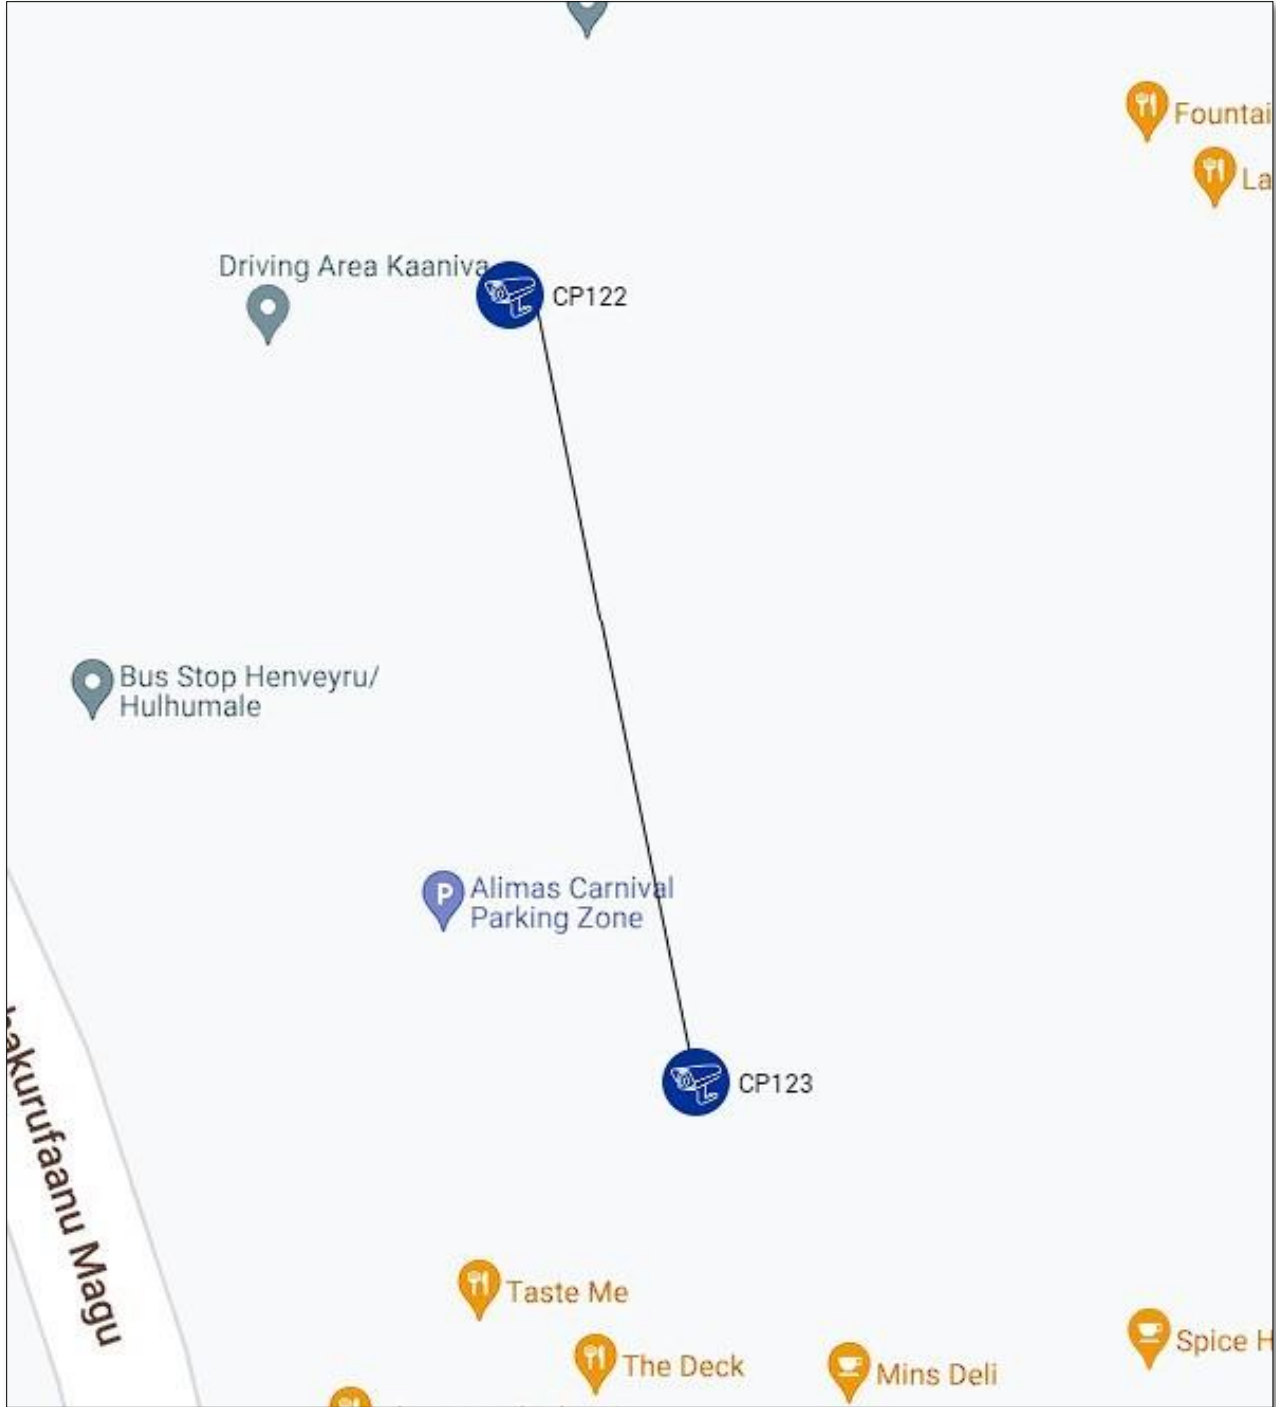 Fountai
La
Driving Area Kaaniva
CP122
Bus Stop Henveyru/
Hulhumale
P
Alimas Carnival
Parking Zone
akurufaanu Magu
CP123
Taste Me
The Deck
Mins Deli
Spice H